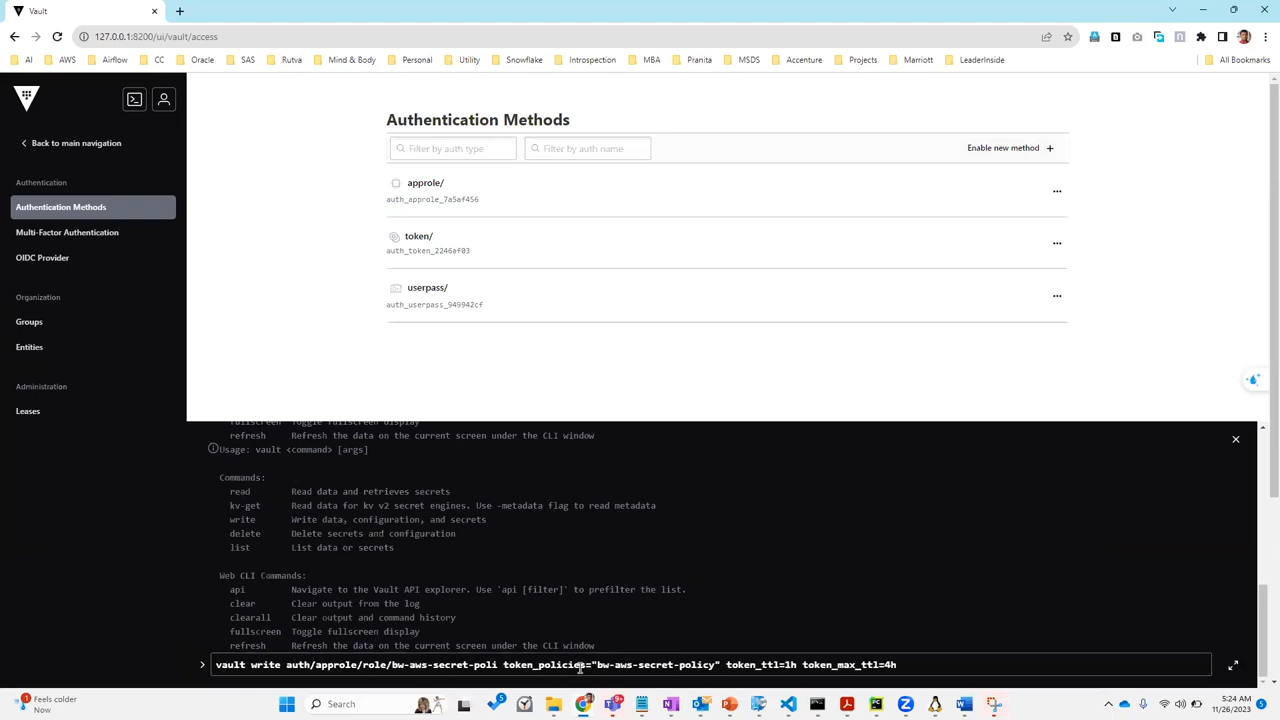 Vault
127.0.0.1:8200/ui/vault/access
AI AWS Airflow CC Oracle SAS Rutva Mind & Body Personal Utility Snowflake Introspection MBA Pranita MSDS Accenture Projects Marriott LeaderInside All Bookmarks
Back to main navigation
Authentication
Authentication Methods
Multi-Factor Authentication
OIDC Provider
Organization
Groups
Entities
Administration
Leases
Authentication Methods
Filter by auth type Filter by auth name Enable new method +
approle/
auth_approle_7a5af456
token/
auth_token_2246af03
userpass/
auth_userpass_949942cf
fullscreen Toggle fullscreen display
refresh Refresh the data on the current screen under the CLI window
Usage: vault <command> [args]
Commands:
read Read data and retrieves secrets
kv-get Read data for kv v2 secret engines. Use -metadata flag to read metadata
write Write data, configuration, and secrets
delete Delete secrets and configuration
list List data or secrets
Web CLI Commands:
api Navigate to the Vault API explorer. Use `api [filter]` to prefilter the list.
clear Clear output from the log
clearall Clear output and command history
fullscreen Toggle fullscreen display
refresh Refresh the data on the current screen under the CLI window
vault write auth/approle/role/bw-aws-secret-poli token_policies="bw-aws-secret-policy" token_ttl=1h token_max_ttl=4h
Feels colder
Now
Search
5:24 AM
11/26/2023